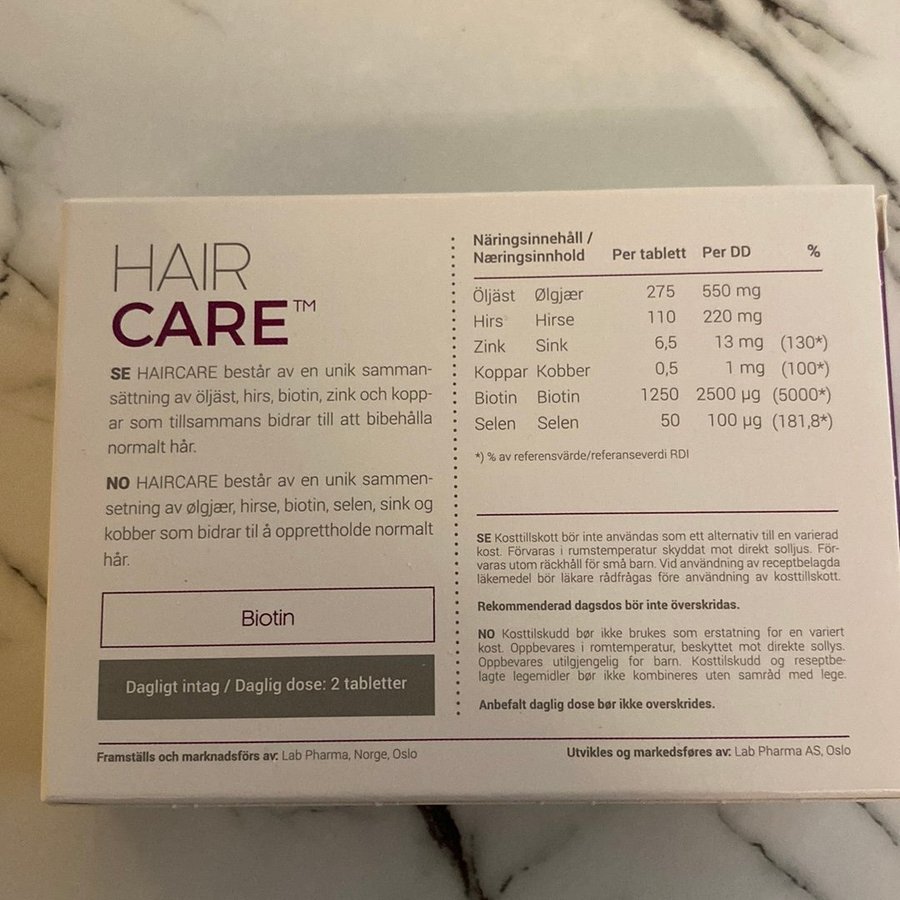 HAIR
CARE™
SE HAIRCARE består av en unik samman-
sättning av öljäst, hirs, biotin, zink och kopp-
ar som tillsammans bidrar till att bibehålla
normalt hår.
NO HAIRCARE består av en unik sammen-
setning av ølgjær, hirse, biotin, selen, sink og
kobber som bidrar til å opprettholde normalt
hår.
Biotin
Dagligt intag / Daglig dose: 2 tabletter
Näringsinnehåll /
Næringsinnhold Per tablett Per DD %
Öljäst Ølgjær 275 550 mg
Hirs Hirse 110 220 mg
Zink Sink 6,5 13 mg (130*)
Koppar Kobber 0,5 1 mg (100*)
Biotin Biotin 1250 2500 µg (5000*)
Selen Selen 50 100 µg (181,8*)
*) % av referensvärde/referanseverdi RDI
SE Kosttillskott bör inte användas som ett alternativ till en varierad
kost. Förvaras i rumstemperatur skyddat mot direkt solljus. För-
varas utom räckhåll för små barn. Vid användning av receptbelagda
läkemedel bör läkare rådfrågas före användning av kosttillskott.
Rekommenderad dagsdos bör inte överskridas.
NO Kosttilskudd bør ikke brukes som erstatning for en variert
kost. Oppbevares i romtemperatur, beskyttet mot direkte sollys.
Oppbevares utilgjengelig for barn. Kosttilskudd og reseptbe-
lagte legemidler bør ikke kombineres uten samråd med lege.
Anbefalt daglig dose bør ikke overskrides.
Framställs och marknadsförs av: Lab Pharma, Norge, Oslo
Utvikles og markedsføres av: Lab Pharma AS, Oslo